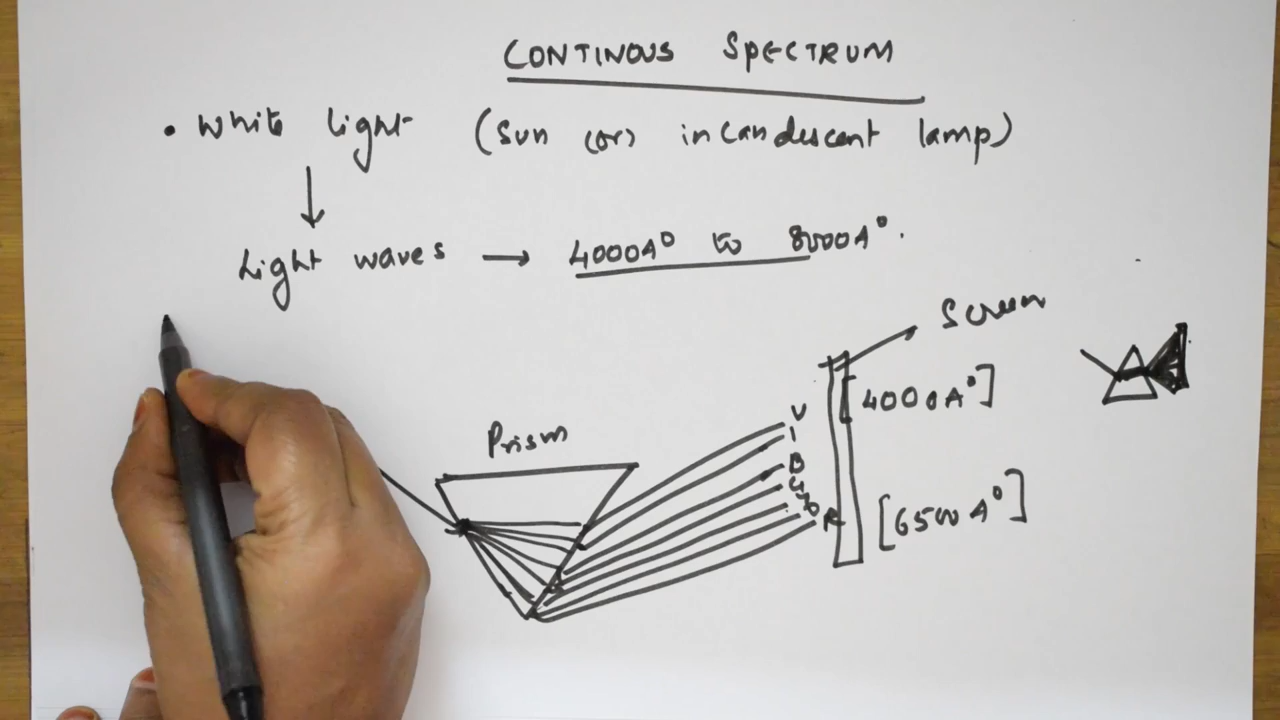 CONTINOUS SPECTRUM
• White light (Sun (or) incandescent lamp)
Light waves → 4000A° to 8000A°.
Screen
[4000A°]
Prism
V
I
B
G
Y
O
R
[6500A°]